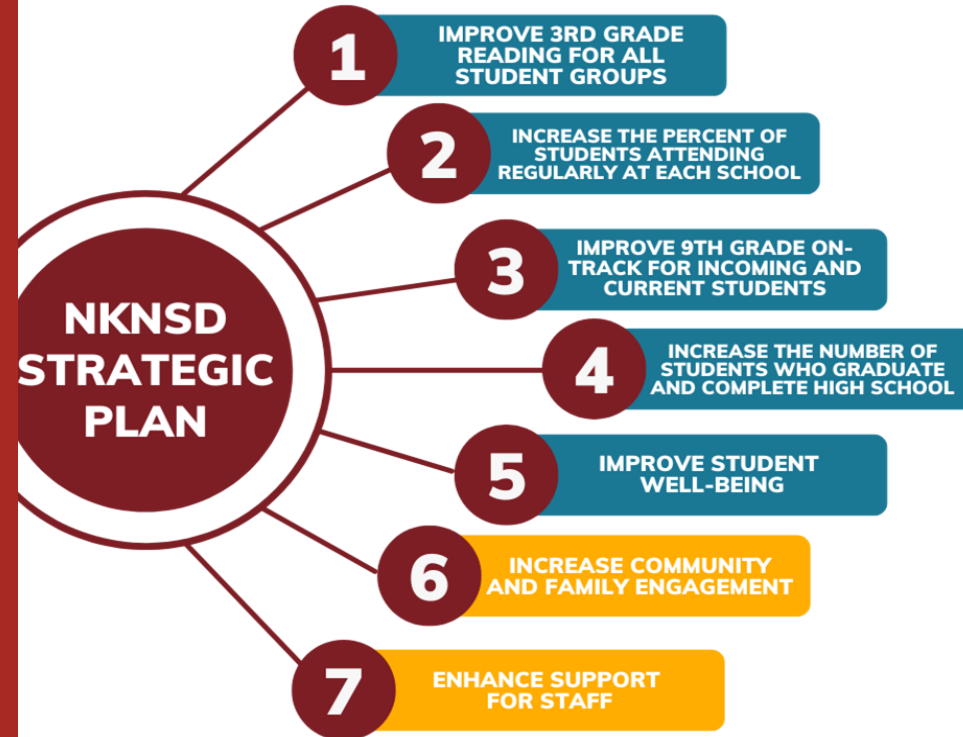 1
IMPROVE 3RD GRADE
READING FOR ALL
STUDENT GROUPS
2
INCREASE THE PERCENT OF
STUDENTS ATTENDING
REGULARLY AT EACH SCHOOL
3
IMPROVE 9TH GRADE ON-
TRACK FOR INCOMING AND
CURRENT STUDENTS
NKNSD
STRATEGIC
PLAN
4
INCREASE THE NUMBER OF
STUDENTS WHO GRADUATE
AND COMPLETE HIGH SCHOOL
5
IMPROVE STUDENT
WELL-BEING
6
INCREASE COMMUNITY
AND FAMILY ENGAGEMENT
7
ENHANCE SUPPORT
FOR STAFF